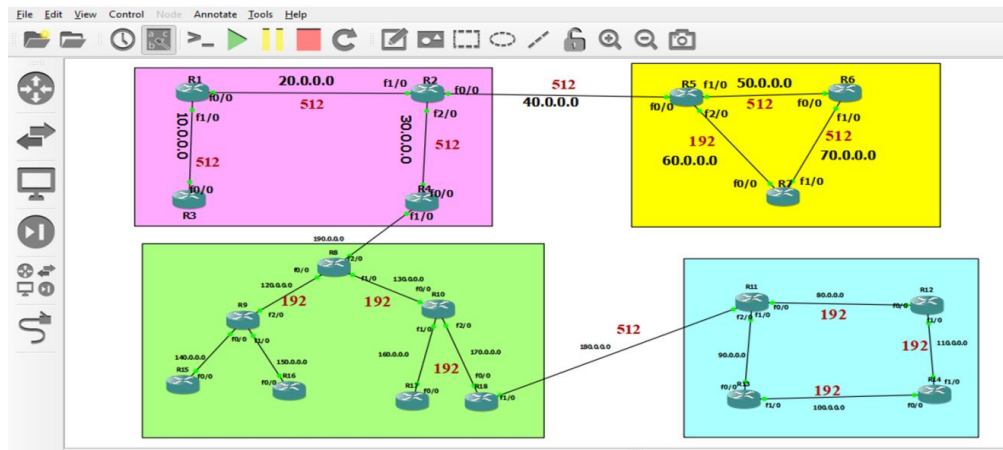 File Edit View Control Node Annotate Tools Help
R1 20.0.0.0 f1/0 R2
f0/0 512 f0/0 512 40.0.0.0
f1/0 f2/0
10.0.0.0 512 30.0.0.0 512
f0/0 R3
R4 f0/0 f1/0
R5 f1/0 50.0.0.0 R6
f0/0 512 f0/0
f2/0 f1/0
192 512
60.0.0.0 70.0.0.0
f0/0 R7 f1/0
190.0.0.0
R8 f2/0
f0/0 f1/0
120.0.0.0 192 130.0.0.0 192
R9 f2/0 f0/0 R10
f0/0 f1/0 f1/0 f2/0
140.0.0.0 150.0.0.0 160.0.0.0 170.0.0.0 192
R15 f0/0 f0/0 R16 R17 f0/0 f0/0 R18 f1/0
512
180.0.0.0
R11 80.0.0.0 R12
f2/0 f1/0 f0/0 192 f0/0 f1/0
90.0.0.0 192 110.0.0.0
f0/0 R13 192 R14 f1/0
f1/0 100.0.0.0 f0/0